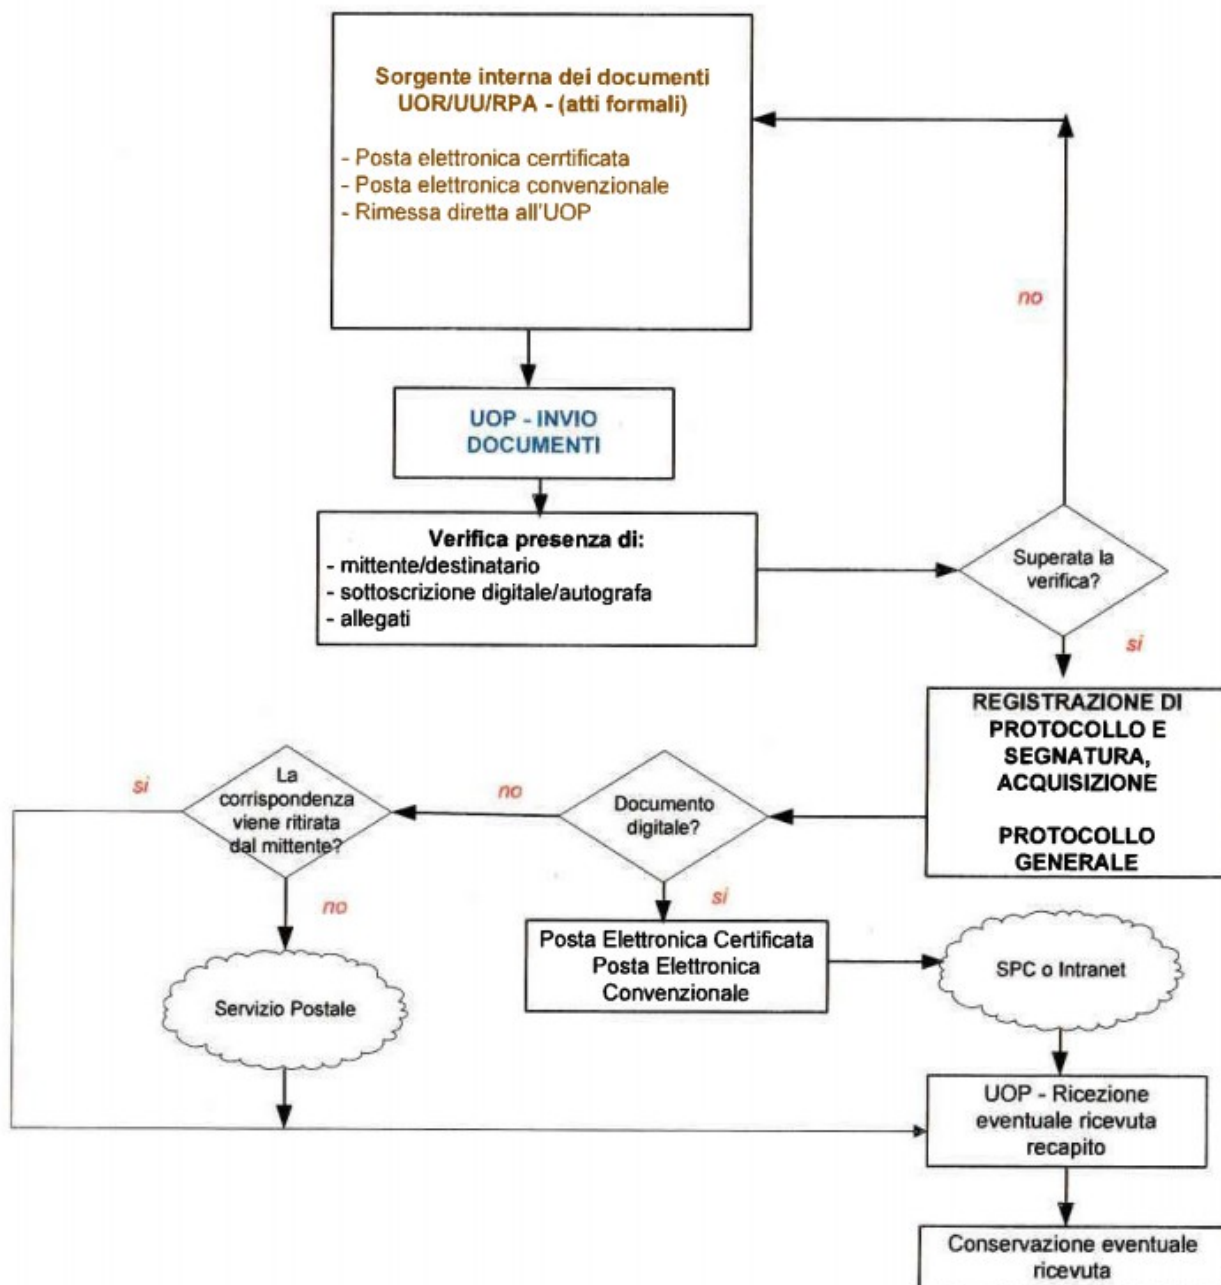 Sorgente interna dei documenti
UOR/UU/RPA - (atti formali)
- Posta elettronica cerrtificata
- Posta elettronica convenzionale
- Rimessa diretta all'UOP
no
UOP - INVIO
DOCUMENTI
Verifica presenza di:
- mittente/destinatario
- sottoscrizione digitale/autografa
- allegati
Superata la
verifica?
si
REGISTRAZIONE DI
PROTOCOLLO E
SEGNATURA,
ACQUISIZIONE
PROTOCOLLO
GENERALE
Documento
digitale?
no
La
corrispondenza
viene ritirata
dal mittente?
si
no
Servizio Postale
si
Posta Elettronica Certificata
Posta Elettronica
Convenzionale
SPC o Intranet
UOP - Ricezione
eventuale ricevuta
recapito
Conservazione eventuale
ricevuta